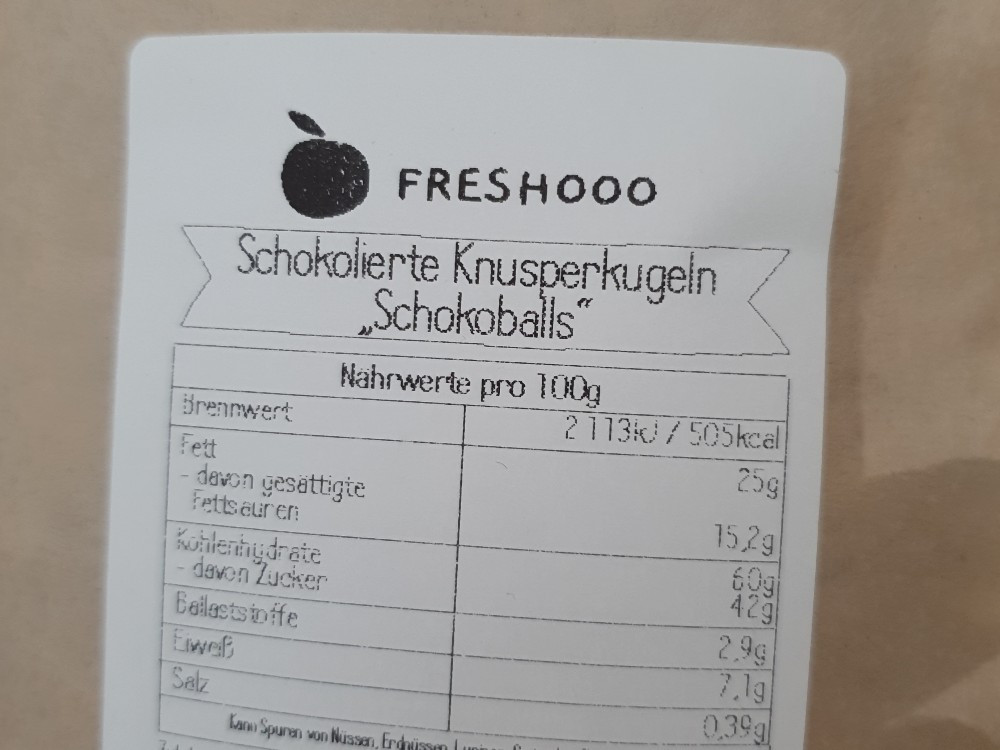 FRESHOOO
Schokolierte Knusperkugeln
„Schokoballs“
Nährwerte pro 100g
Brennwert 2 113kJ / 505kcal
Fett 25g
- davon gesättigte
Fettsäuren 15,2g
Kohlenhydrate 60g
- davon Zucker 42g
Ballaststoffe 2,9g
Eiweiß 7,1g
Salz 0,39g
Kann Spuren von Nüssen, Erdnüssen